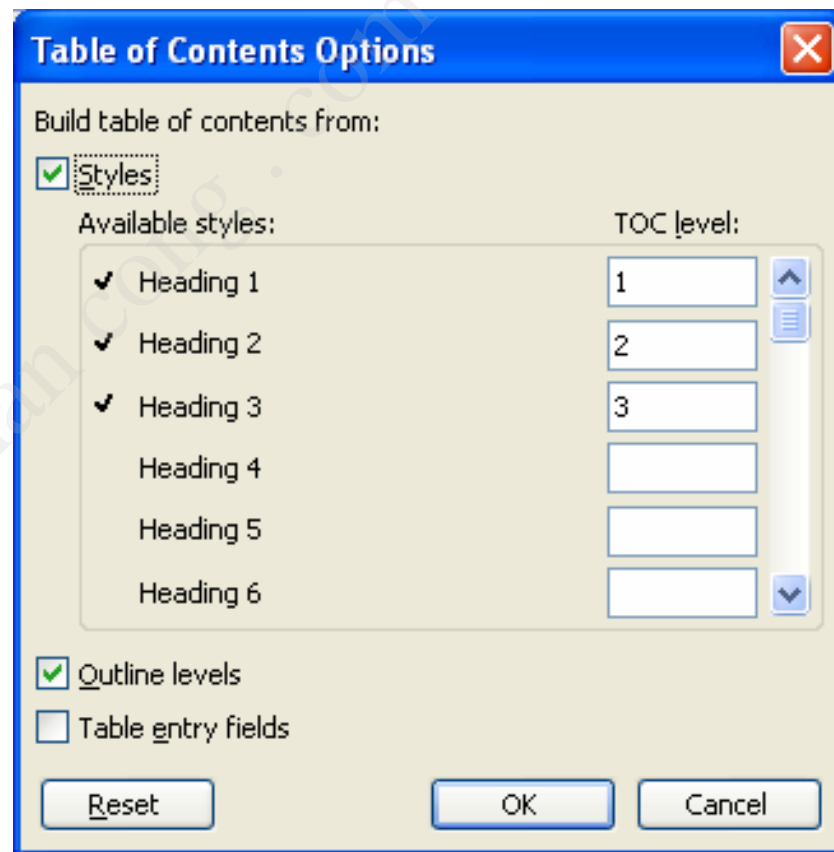 Table of Contents Options
Build table of contents from:
Styles
Available styles: TOC level:
Heading 1 1
Heading 2 2
Heading 3 3
Heading 4
Heading 5
Heading 6
Outline levels
Table entry fields
Reset OK Cancel